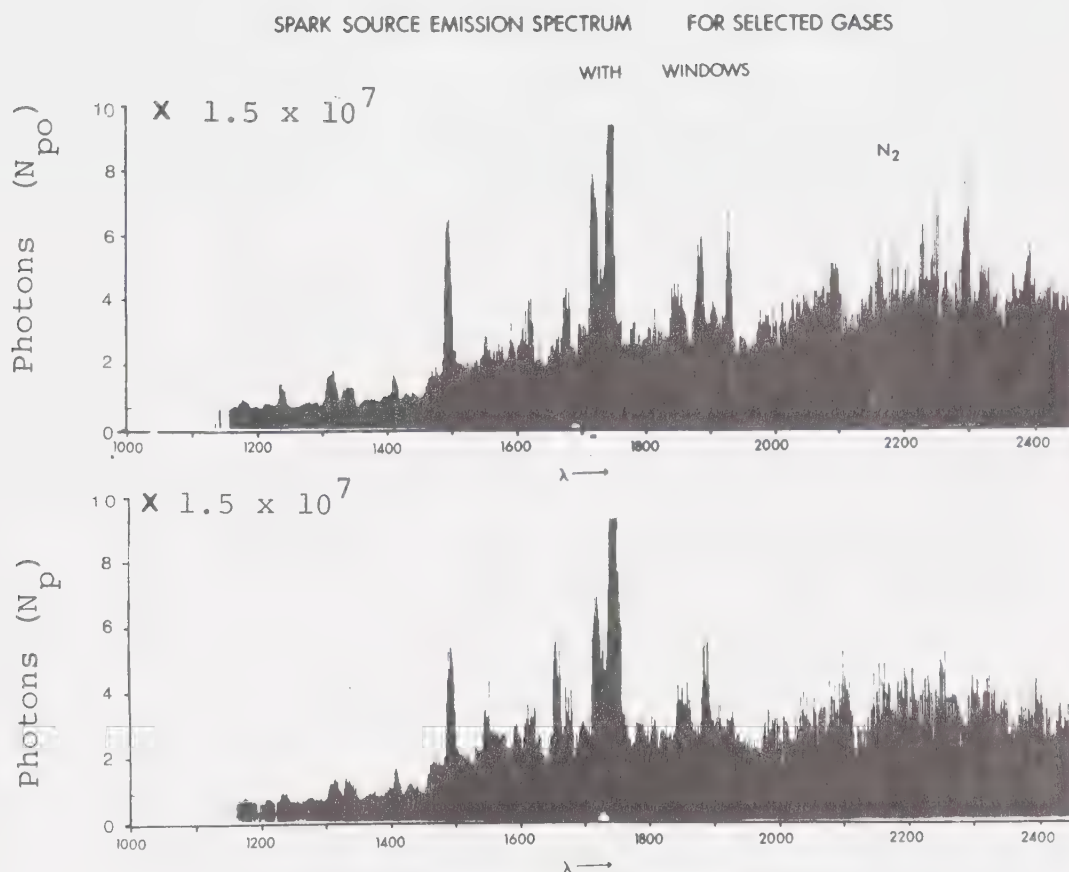 SPARK SOURCE EMISSION SPECTRUM FOR SELECTED GASES
WITH WINDOWS
Photons (Npo)
X 1.5 x 10^7
N2
10
8
6
4
2
0
1000 1200 1400 1600 1800 2000 2200 2400
λ →
Photons (Np)
X 1.5 x 10^7
10
8
6
4
2
0
1000 1200 1400 1600 1800 2000 2200 2400
λ →